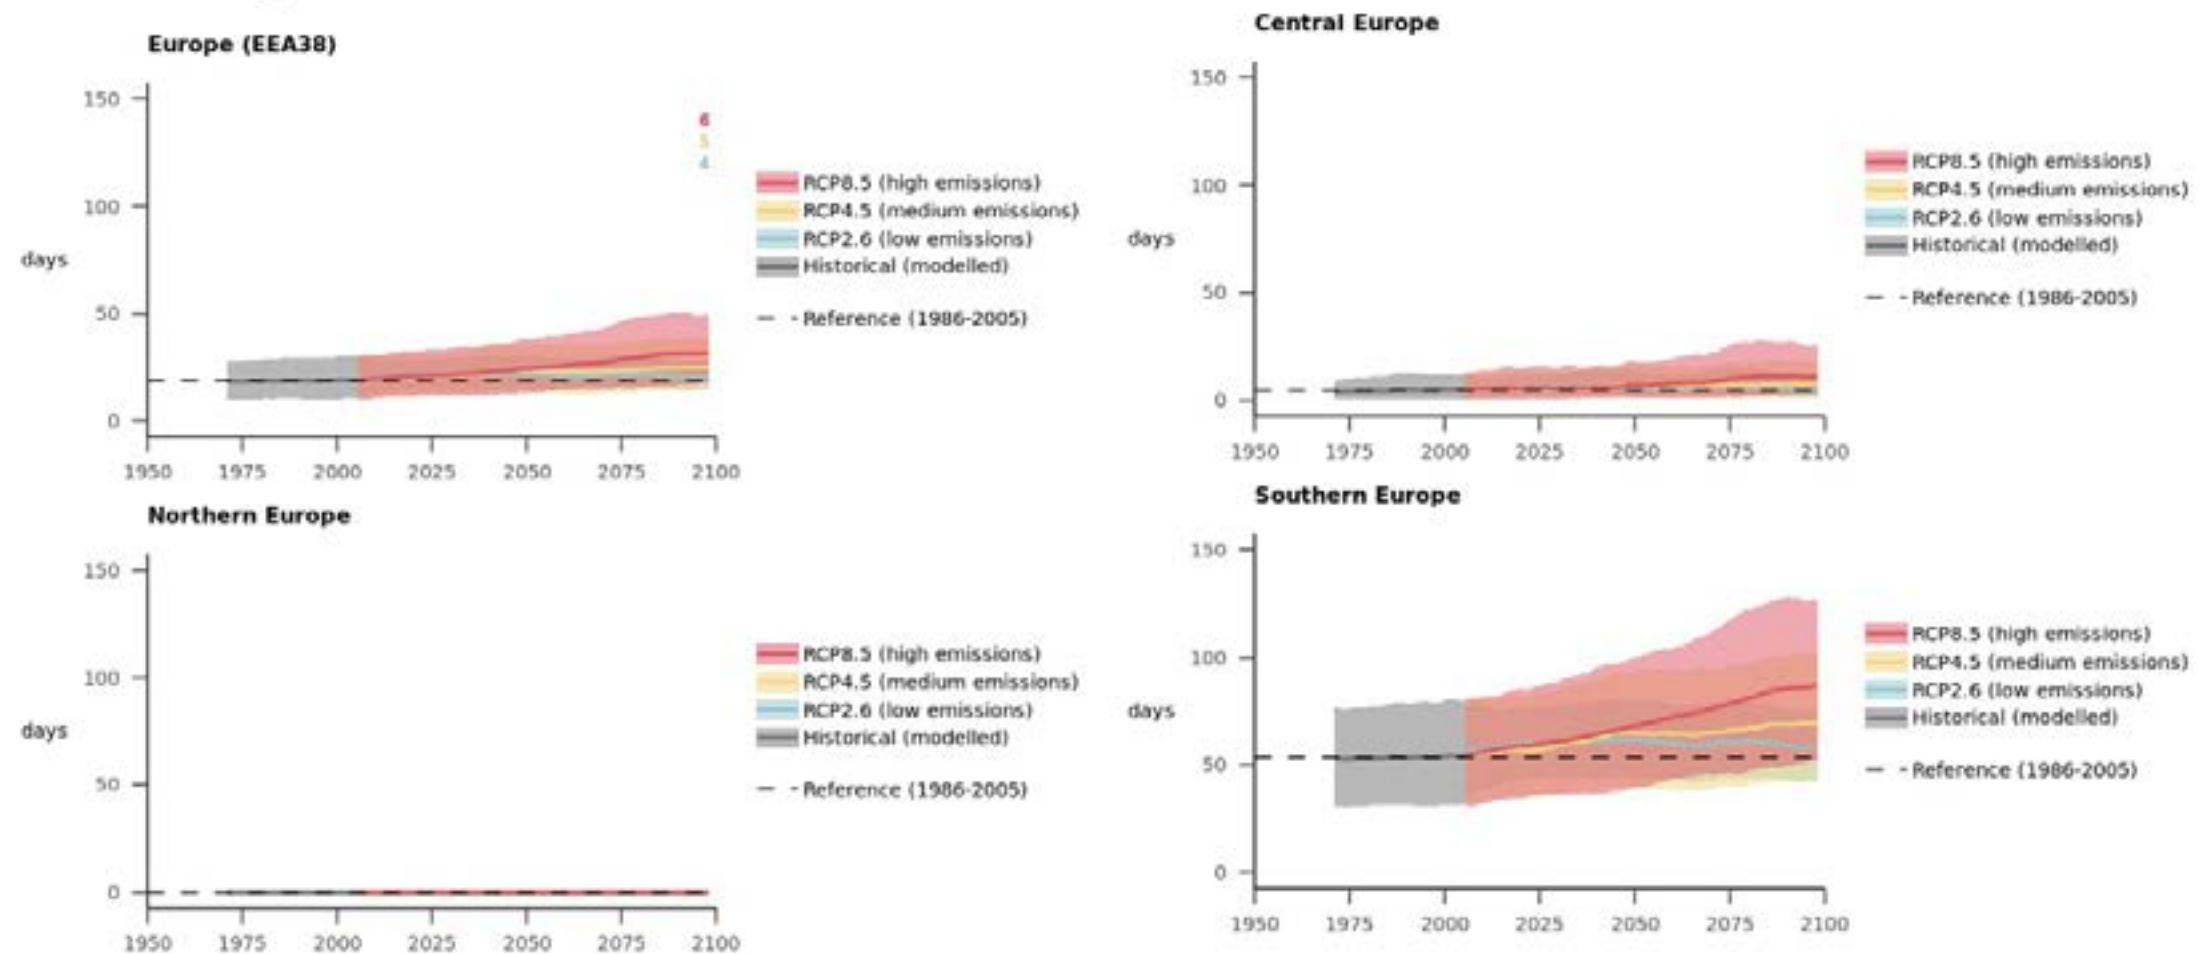 Europe (EEA38)
150
100
50
0
days
1950 1975 2000 2025 2050 2075 2100
6
5
4
RCP8.5 (high emissions)
RCP4.5 (medium emissions)
RCP2.6 (low emissions)
Historical (modelled)
Reference (1986-2005)
Central Europe
150
100
50
0
days
1950 1975 2000 2025 2050 2075 2100
RCP8.5 (high emissions)
RCP4.5 (medium emissions)
RCP2.6 (low emissions)
Historical (modelled)
Reference (1986-2005)
Northern Europe
150
100
50
0
days
1950 1975 2000 2025 2050 2075 2100
RCP8.5 (high emissions)
RCP4.5 (medium emissions)
RCP2.6 (low emissions)
Historical (modelled)
Reference (1986-2005)
Southern Europe
150
100
50
0
days
1950 1975 2000 2025 2050 2075 2100
RCP8.5 (high emissions)
RCP4.5 (medium emissions)
RCP2.6 (low emissions)
Historical (modelled)
Reference (1986-2005)